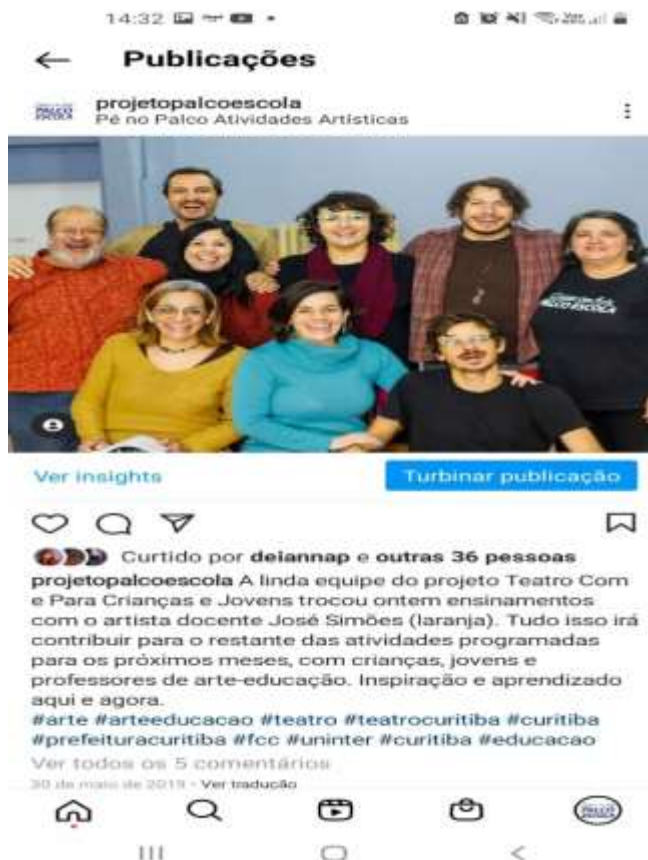 14:32
Publicações
projetopalcoescola
Pé no Palco Atividades Artísticas
PALCO ESCOLA
Ver insights
Turbinar publicação
Curtido por deiannap e outras 36 pessoas
projetopalcoescola A linda equipe do projeto Teatro Com
e Para Crianças e Jovens trocou ontem ensinamentos
com o artista docente José Simões (laranja). Tudo isso irá
contribuir para o restante das atividades programadas
para os próximos meses, com crianças, jovens e
professores de arte-educação. Inspiração e aprendizado
aqui e agora.
#arte #arteeducacao #teatro #teatrocuritiba #curitiba
#prefeituracuritiba #fcc #uninter #curitiba #educacao
Ver todos os 5 comentários
30 de maio de 2019 - Ver tradução